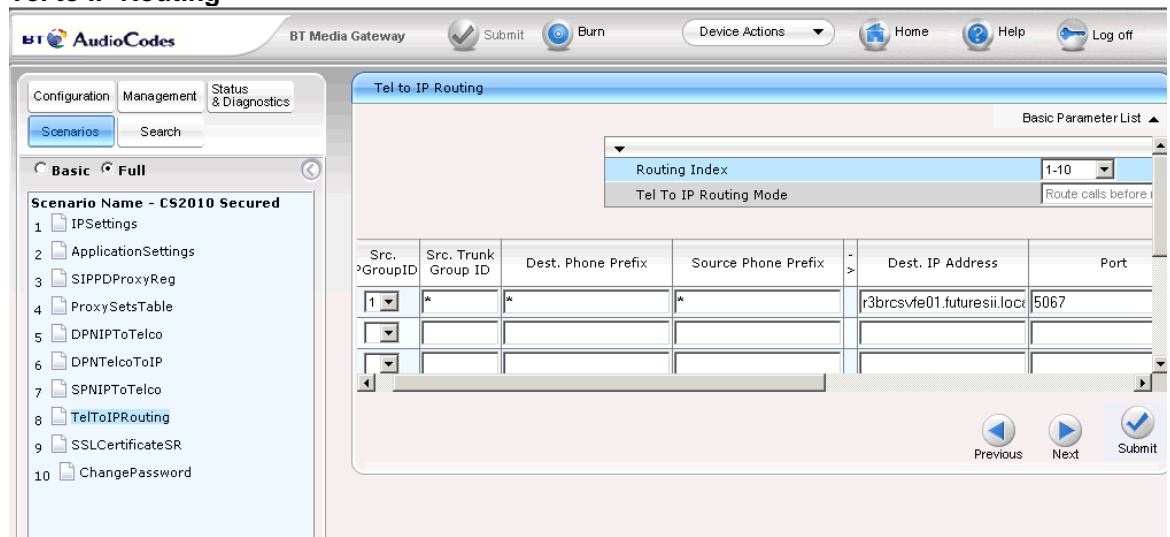 Tel to IP Routing
BT AudioCodes
BT Media Gateway
Submit
Burn
Device Actions
Home
Help
Log off
Configuration
Management
Status
& Diagnostics
Scenarios
Search
Basic
Full
Scenario Name - CS2010 Secured
1 IPSettings
2 ApplicationSettings
3 SIPPDProxyReg
4 ProxySetsTable
5 DPNIPToTelco
6 DPNTelcoToIP
7 SPNIPToTelco
8 TelToIPRouting
9 SSLCertificateSR
10 ChangePassword
Tel to IP Routing
Basic Parameter List
Routing Index
1-10
Tel To IP Routing Mode
Route calls before
Src.
PGroupID
Src. Trunk
Group ID
Dest. Phone Prefix
Source Phone Prefix
-
>
Dest. IP Address
Port
1
*
*
*
r3brcsvfe01.futuresii.loca
5067
Previous
Next
Submit